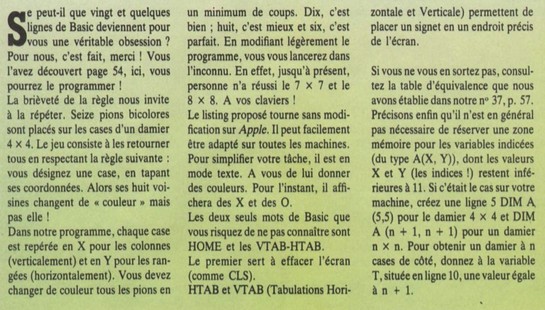 Se peut-il que vingt et quelques
lignes de Basic deviennent pour
vous une véritable obsession ?
Pour nous, c'est fait, merci ! Vous
l'avez découvert page 54, ici, vous
pourrez le programmer !
La brièveté de la règle nous invite
à la répéter. Seize pions bicolores
sont placés sur les cases d'un damier
4 × 4. Le jeu consiste à les retourner
tous en respectant la règle suivante :
vous désignez une case, en tapant
ses coordonnées. Alors ses huit voi-
sines changent de « couleur » mais
pas elle !
Dans notre programme, chaque case
est repérée en X pour les colonnes
(verticalement) et en Y pour les ran-
gées (horizontalement). Vous devez
changer de couleur tous les pions en
un minimum de coups. Dix, c'est
bien ; huit, c'est mieux et six, c'est
parfait. En modifiant légèrement le
programme, vous vous lancerez dans
l'inconnu. En effet, jusqu'à présent,
personne n'a réussi le 7 × 7 et le
8 × 8. A vos claviers !
Le listing proposé tourne sans modi-
fication sur Apple. Il peut facilement
être adapté sur toutes les machines.
Pour simplifier votre tâche, il est en
mode texte. A vous de lui donner
des couleurs. Pour l'instant, il affi-
chera des X et des O.
Les deux seuls mots de Basic que
vous risquez de ne pas connaître sont
HOME et les VTAB-HTAB.
Le premier sert à effacer l'écran
(comme CLS).
HTAB et VTAB (Tabulations Hori-
zontale et Verticale) permettent de
placer un signet en un endroit précis
de l'écran.
Si vous ne vous en sortez pas, consul-
tez la table d'équivalence que nous
avons établie dans notre n° 37, p. 57.
Précisons enfin qu'il n'est en général
pas nécessaire de réserver une zone
mémoire pour les variables indicées
(du type A(X, Y)), dont les valeurs
X et Y (les indices !) restent infé-
rieures à 11. Si c'était le cas sur votre
machine, créez une ligne 5 DIM A
(5,5) pour le damier 4 × 4 et DIM
A (n + 1, n + 1) pour un damier
n × n. Pour obtenir un damier à n
cases de côté, donnez à la variable
T, située en ligne 10, une valeur égale
à n + 1.